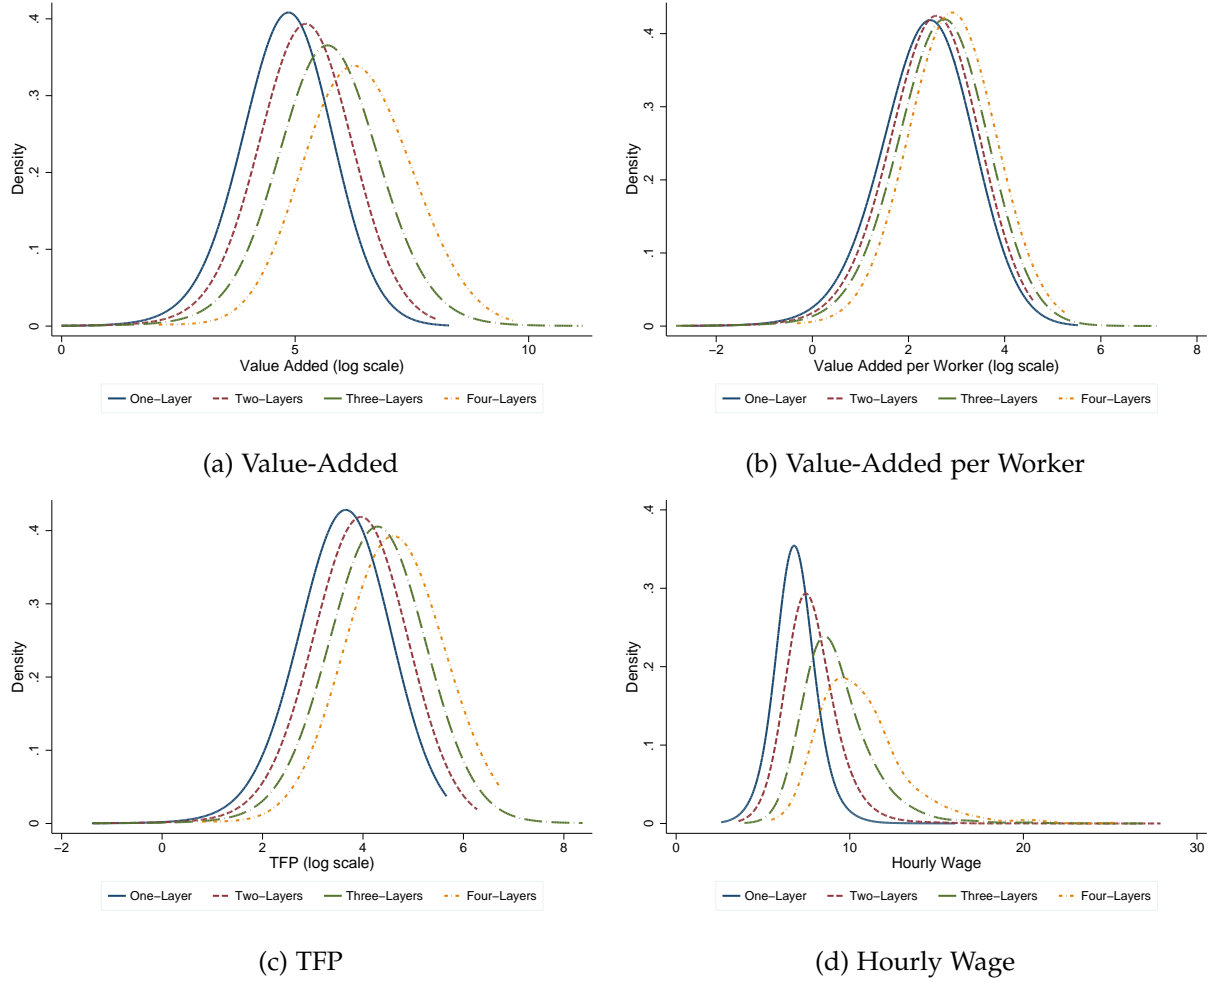 Density
0 .1 .2 .3 .4
0 5 10
Value Added (log scale)
One−Layer Two−Layers Three−Layers Four−Layers
(a) Value-Added
Density
0 .1 .2 .3 .4
−2 0 2 4 6 8
Value Added per Worker (log scale)
One−Layer Two−Layers Three−Layers Four−Layers
(b) Value-Added per Worker
Density
0 .1 .2 .3 .4
−2 0 2 4 6 8
TFP (log scale)
One−Layer Two−Layers Three−Layers Four−Layers
(c) TFP
Density
0 .1 .2 .3 .4
0 10 20 30
Hourly Wage
One−Layer Two−Layers Three−Layers Four−Layers
(d) Hourly Wage